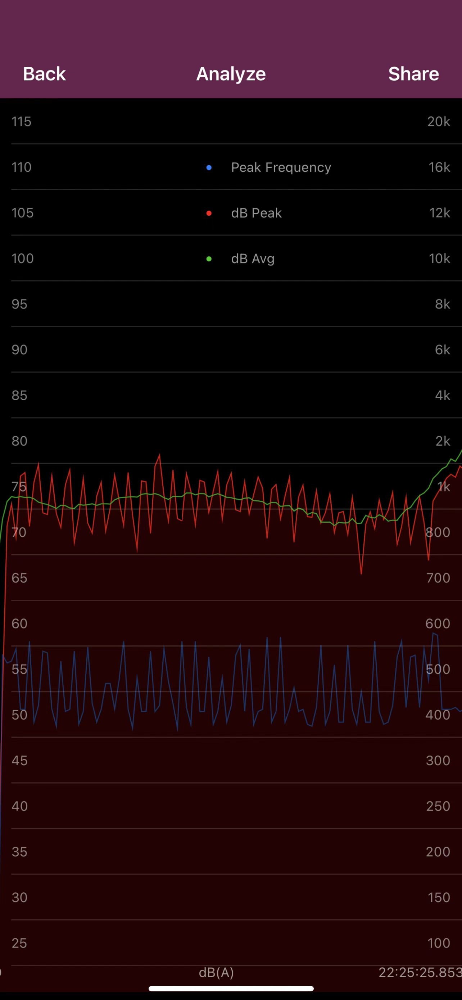 Back Analyze Share
115 20k
110 Peak Frequency 16k
105 dB Peak 12k
100 dB Avg 10k
95 8k
90 6k
85 4k
80 2k
75 1k
70 800
65 700
60 600
55 500
50 400
45 300
40 250
35 200
30 150
25 100
dB(A) 22:25:25.853